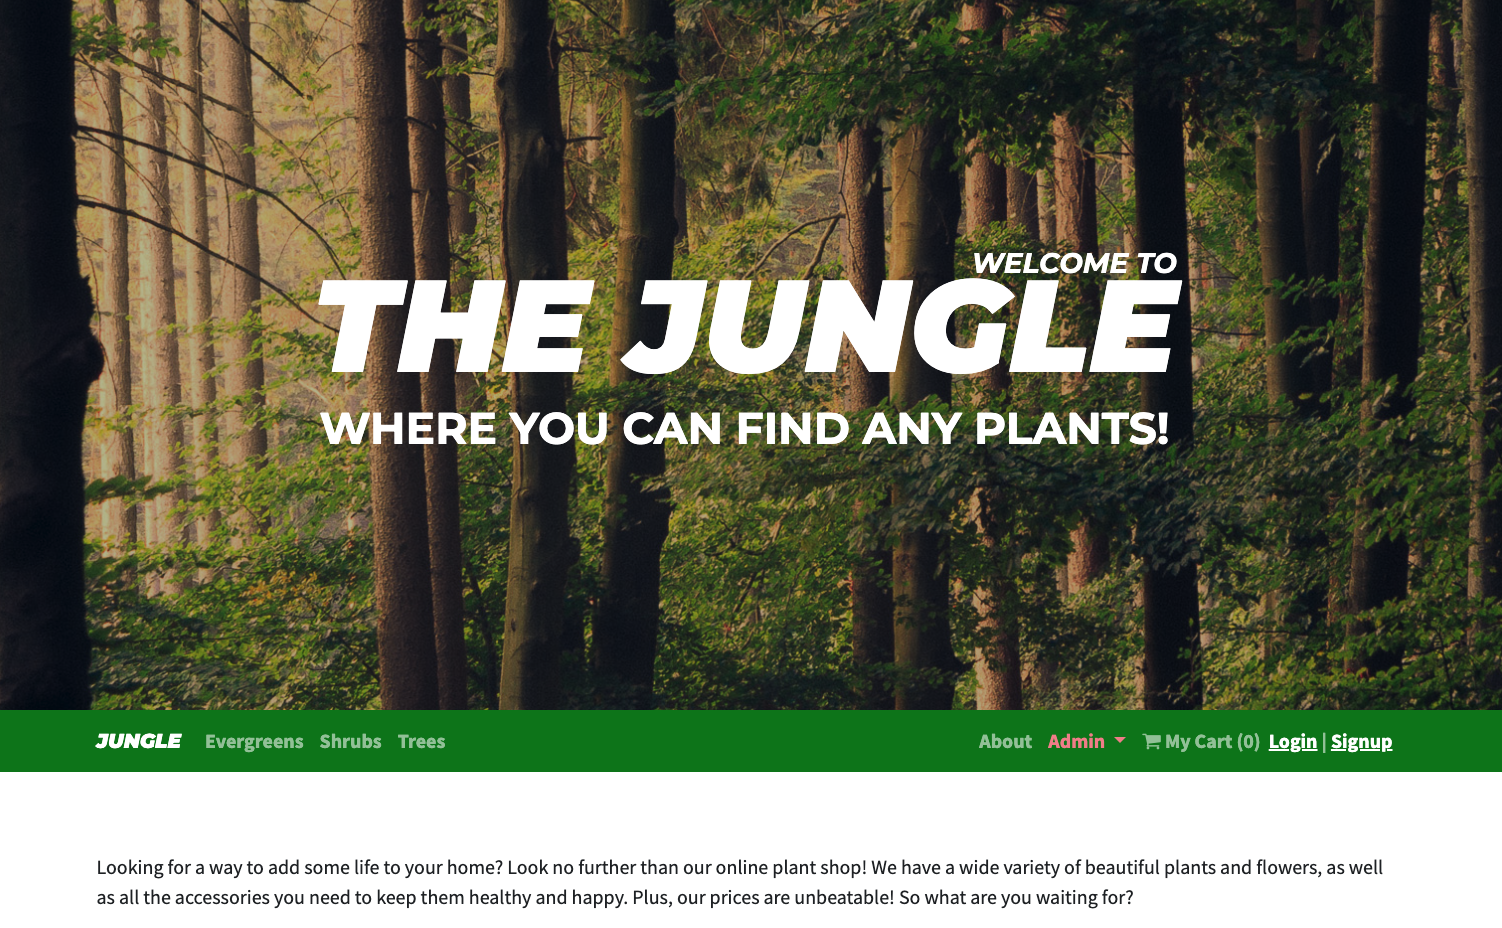 WELCOME TO
THE JUNGLE
WHERE YOU CAN FIND ANY PLANTS!
JUNGLE Evergreens Shrubs Trees About Admin My Cart (0) Login | Signup
Looking for a way to add some life to your home? Look no further than our online plant shop! We have a wide variety of beautiful plants and flowers, as well
as all the accessories you need to keep them healthy and happy. Plus, our prices are unbeatable! So what are you waiting for?